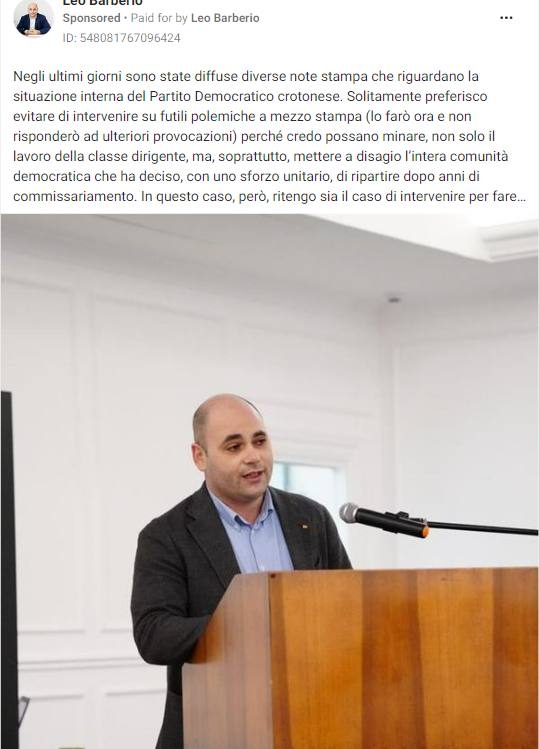 Leo Barberio
Sponsored • Paid for by Leo Barberio
ID: 548081767096424
Negli ultimi giorni sono state diffuse diverse note stampa che riguardano la
situazione interna del Partito Democratico crotonese. Solitamente preferisco
evitare di intervenire su futili polemiche a mezzo stampa (lo farò ora e non
risponderò ad ulteriori provocazioni) perché credo possano minare, non solo il
lavoro della classe dirigente, ma, soprattutto, mettere a disagio l’intera comunità
democratica che ha deciso, con uno sforzo unitario, di ripartire dopo anni di
commissariamento. In questo caso, però, ritengo sia il caso di intervenire per fare...